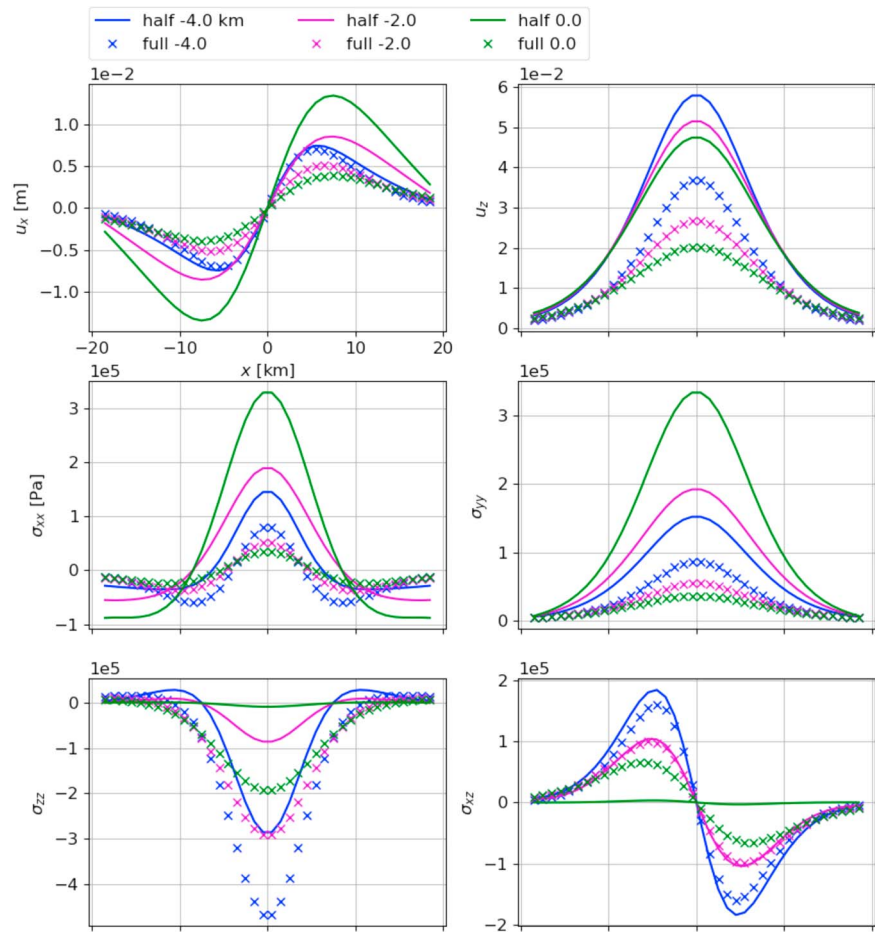 half -4.0 km half -2.0 half 0.0
full -4.0 full -2.0 full 0.0
1e−2
1.0
0.5
0.0
−0.5
−1.0
u_x [m]
−20 −10 0 10 20
x [km]
1e−2
6
5
4
3
2
1
0
u_z
1e5
3
2
1
0
−1
σ_xx [Pa]
1e5
3
2
1
0
σ_yy
1e5
0
−1
−2
−3
−4
σ_zz
1e5
2
1
0
−1
−2
σ_xz